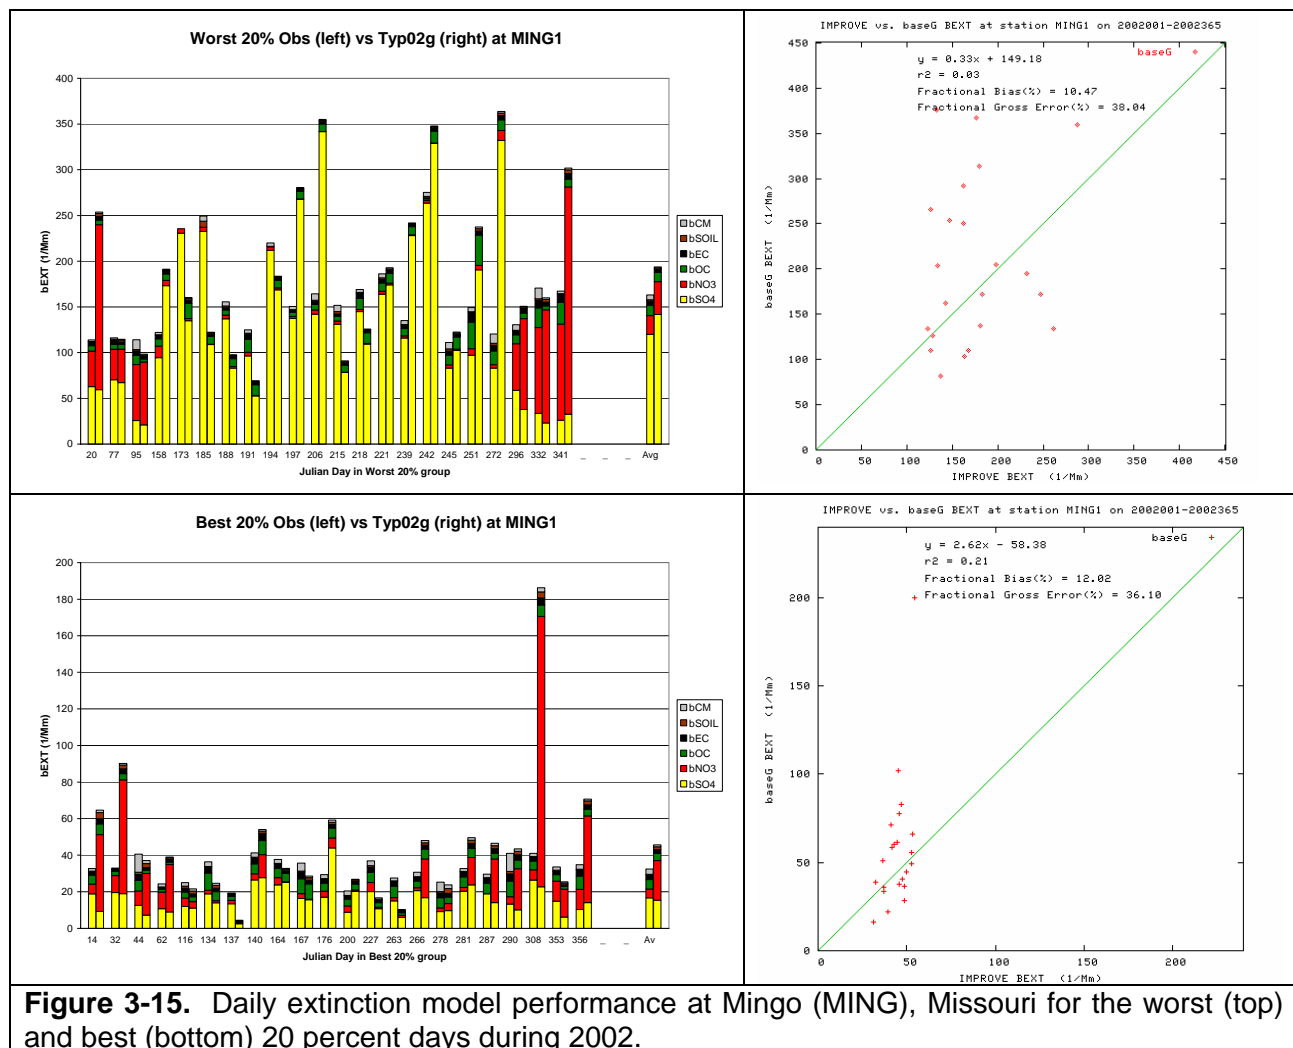 Worst 20% Obs (left) vs Typ02g (right) at MING1
400
350
300
250
200
150
100
50
0
bEXT (1/Mm)
20 77 95 158 173 185 188 191 194 197 206 215 218 221 239 242 245 251 272 296 332 341 _ _ _ Avg
Julian Day in Worst 20% group
bCM
bSOIL
bEC
bOC
bNO3
bSO4
IMPROVE vs. baseG BEXT at station MING1 on 2002001-2002365
baseG
y = 0.33x + 149.18
r2 = 0.03
Fractional Bias(%) = 10.47
Fractional Gross Error(%) = 38.04
450
400
350
300
250
200
150
100
50
0
baseG BEXT (1/Mm)
0 50 100 150 200 250 300 350 400 450
IMPROVE BEXT (1/Mm)
Best 20% Obs (left) vs Typ02g (right) at MING1
200
180
160
140
120
100
80
60
40
20
0
bEXT (1/Mm)
14 32 44 62 116 134 137 140 164 167 176 200 227 263 266 278 281 287 290 308 353 356 _ _ Av
Julian Day in Best 20% group
bCM
bSOIL
bEC
bOC
bNO3
bSO4
IMPROVE vs. baseG BEXT at station MING1 on 2002001-2002365
baseG
y = 2.62x - 58.38
r2 = 0.21
Fractional Bias(%) = 12.02
Fractional Gross Error(%) = 36.10
200
150
100
50
0
baseG BEXT (1/Mm)
0 50 100 150 200
IMPROVE BEXT (1/Mm)
Figure 3-15. Daily extinction model performance at Mingo (MING), Missouri for the worst (top)
and best (bottom) 20 percent days during 2002.